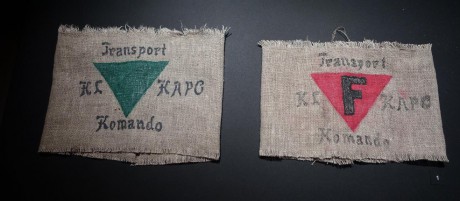 Transport
KL KAPO
Komando
Transport
F
KL KAPO
Komando